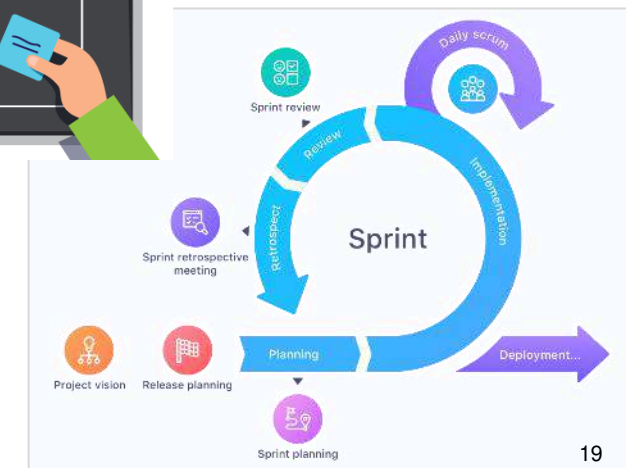 Daily scrum
Sprint review
Review
Implementation
Retrospect
Sprint
Sprint retrospective
meeting
Planning
Deployment...
Project vision
Release planning
Sprint planning
19